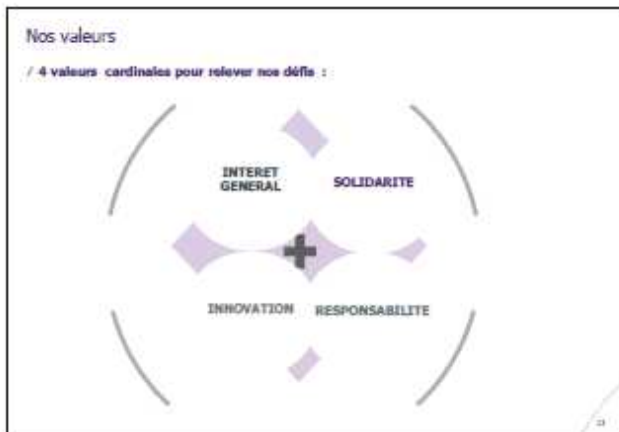 Nos valeurs
/ 4 valeurs cardinales pour relever nos défis :
INTERET
GENERAL
SOLIDARITE
INNOVATION
RESPONSABILITE